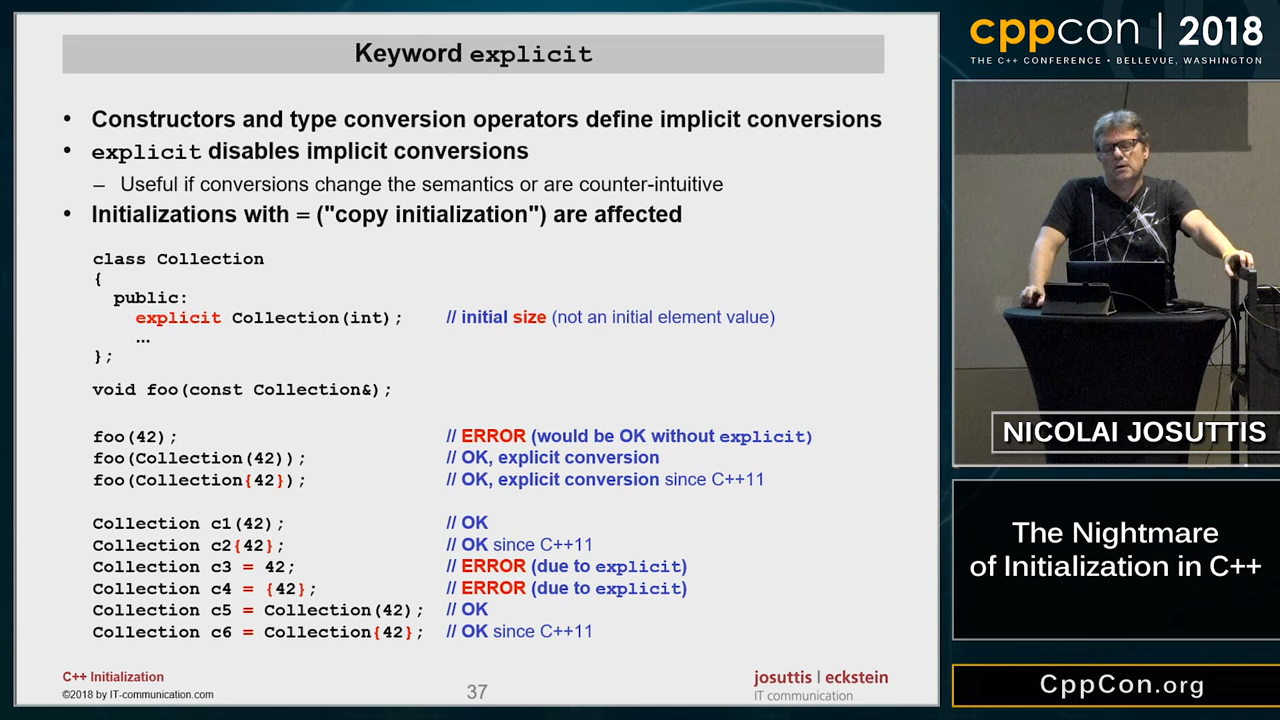 Keyword explicit
• Constructors and type conversion operators define implicit conversions
• explicit disables implicit conversions
– Useful if conversions change the semantics or are counter-intuitive
• Initializations with = ("copy initialization") are affected
class Collection
{
public:
explicit Collection(int); // initial size (not an initial element value)
...
};
void foo(const Collection&);
foo(42); // ERROR (would be OK without explicit)
foo(Collection(42)); // OK, explicit conversion
foo(Collection{42}); // OK, explicit conversion since C++11
Collection c1(42); // OK
Collection c2{42}; // OK since C++11
Collection c3 = 42; // ERROR (due to explicit)
Collection c4 = {42}; // ERROR (due to explicit)
Collection c5 = Collection(42); // OK
Collection c6 = Collection{42}; // OK since C++11
C++ Initialization
©2018 by IT-communication.com
37
josuttis | eckstein
IT communication
cppcon | 2018
THE C++ CONFERENCE • BELLEVUE, WASHINGTON
NICOLAI JOSUTTIS
The Nightmare
of Initialization in C++
CppCon.org